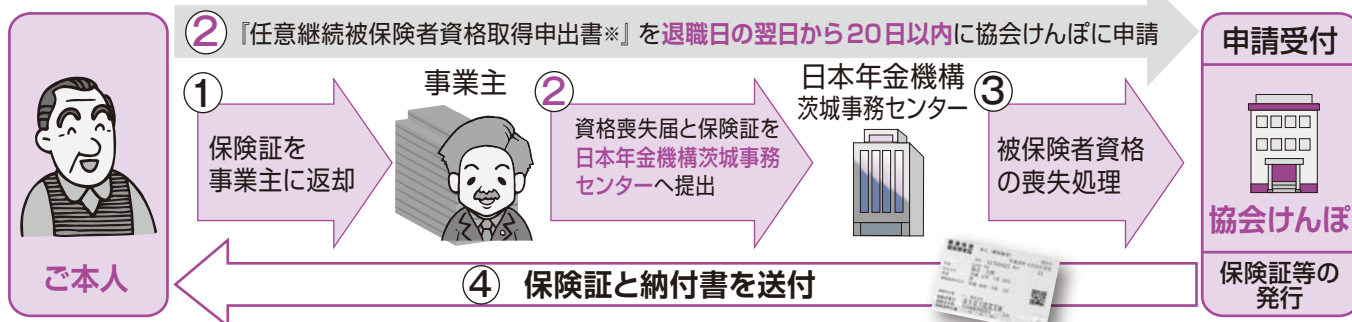 ②『任意継続被保険者資格取得申出書※』を退職日の翌日から20日以内に協会けんぽに申請
ご本人
①
保険証を
事業主に返却
事業主
②
資格喪失届と保険証を
日本年金機構茨城事務
センターへ提出
日本年金機構
茨城事務センター
③
被保険者資格
の喪失処理
申請受付
協会けんぽ
保険証等の
発行
④ 保険証と納付書を送付